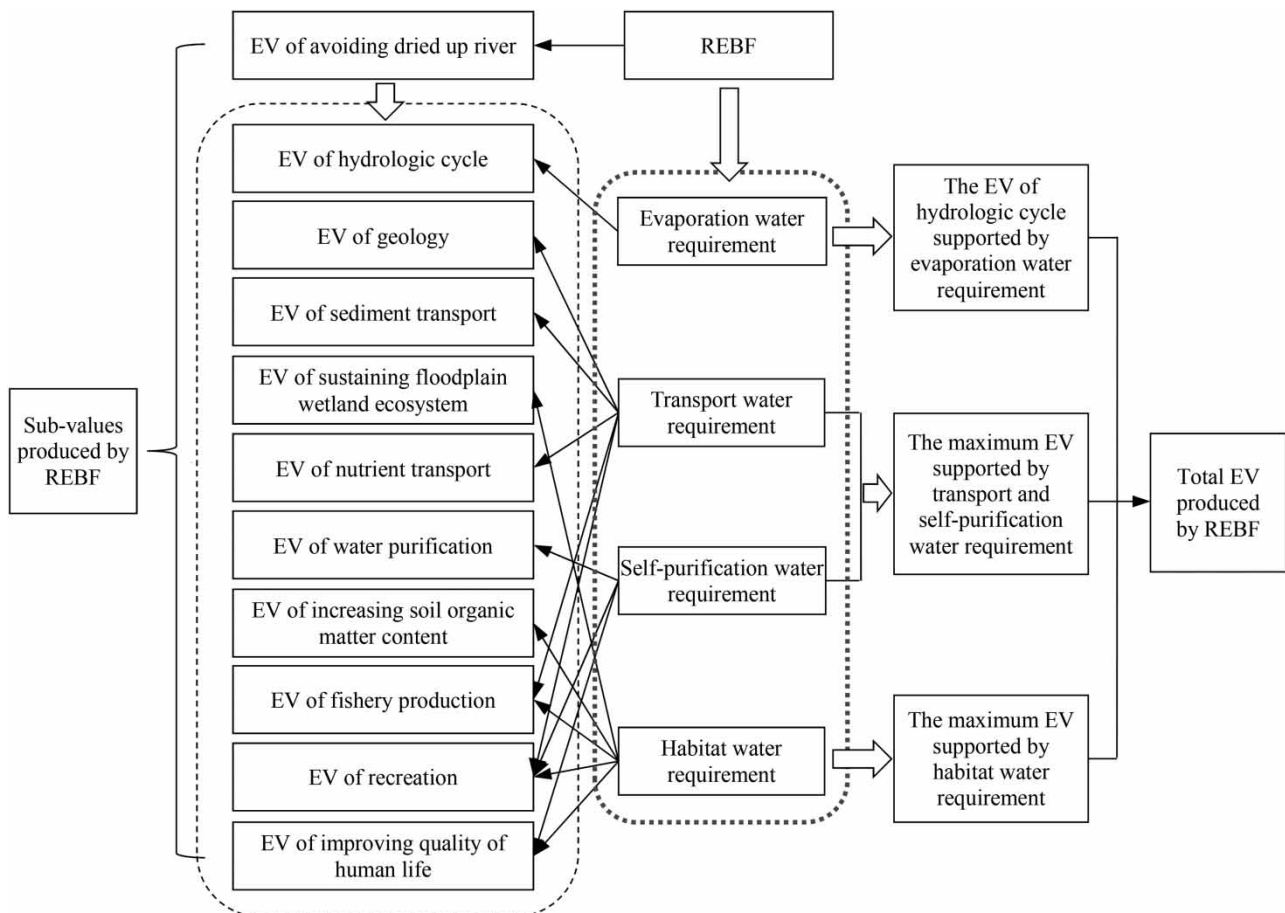 EV of avoiding dried up river
REBF
EV of hydrologic cycle
EV of geology
EV of sediment transport
EV of sustaining floodplain
wetland ecosystem
EV of nutrient transport
EV of water purification
EV of increasing soil organic
matter content
EV of fishery production
EV of recreation
EV of improving quality of
human life
Sub-values
produced by
REBF
Evaporation water
requirement
Transport water
requirement
Self-purification water
requirement
Habitat water
requirement
The EV of
hydrologic cycle
supported by
evaporation water
requirement
The maximum EV
supported by
transport and
self-purification
water requirement
The maximum EV
supported by
habitat water
requirement
Total EV
produced
by REBF